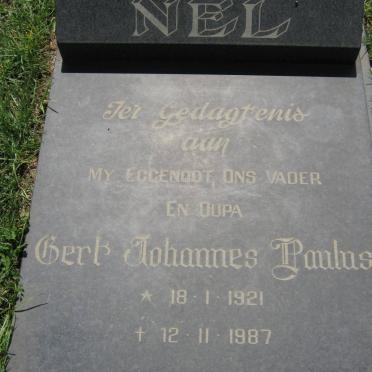 NEL
Ter Gedagtenis
aan
MY EGGENOOT, ONS VADER
EN OUPA
Gert Johannes Paulus
* 18 · 1 · 1921
† 12 · 11 · 1987